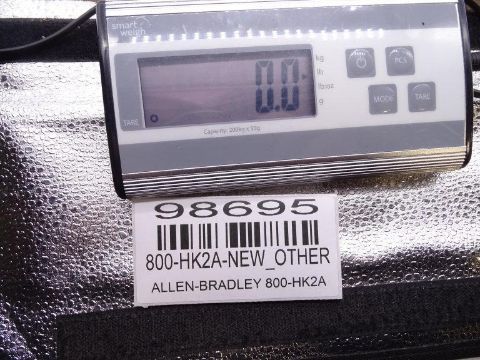 smart
weigh
0.0
kg
lb
lb:oz
g
PCS
MODE
TARE
TARE
Capacity: 200kg x 50g
98695
800-HK2A-NEW_OTHER
ALLEN-BRADLEY 800-HK2A